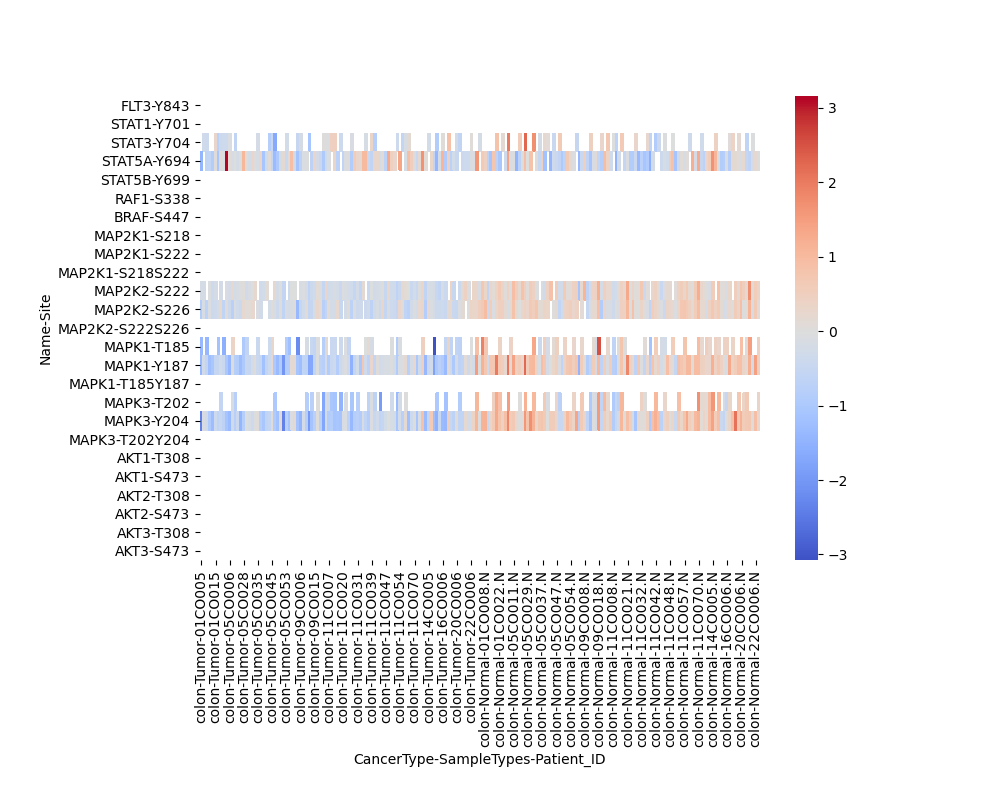 FLT3-Y843
STAT1-Y701
STAT3-Y704
STAT5A-Y694
STAT5B-Y699
RAF1-S338
BRAF-S447
MAP2K1-S218
MAP2K1-S222
MAP2K1-S218S222
MAP2K2-S222
MAP2K2-S226
MAP2K2-S222S226
MAPK1-T185
MAPK1-Y187
MAPK1-T185Y187
MAPK3-T202
MAPK3-Y204
MAPK3-T202Y204
AKT1-T308
AKT1-S473
AKT2-T308
AKT2-S473
AKT3-T308
AKT3-S473
Name-Site
colon-Tumor-01CO005
colon-Tumor-01CO015
colon-Tumor-05CO006
colon-Tumor-05CO028
colon-Tumor-05CO035
colon-Tumor-05CO045
colon-Tumor-05CO053
colon-Tumor-09CO006
colon-Tumor-09CO015
colon-Tumor-11CO007
colon-Tumor-11CO020
colon-Tumor-11CO031
colon-Tumor-11CO039
colon-Tumor-11CO047
colon-Tumor-11CO054
colon-Tumor-11CO070
colon-Tumor-14CO005
colon-Tumor-16CO006
colon-Tumor-20CO006
colon-Tumor-22CO006
colon-Normal-01CO008.N
colon-Normal-01CO022.N
colon-Normal-05CO011.N
colon-Normal-05CO029.N
colon-Normal-05CO037.N
colon-Normal-05CO047.N
colon-Normal-05CO054.N
colon-Normal-09CO008.N
colon-Normal-09CO018.N
colon-Normal-11CO008.N
colon-Normal-11CO021.N
colon-Normal-11CO032.N
colon-Normal-11CO042.N
colon-Normal-11CO048.N
colon-Normal-11CO057.N
colon-Normal-11CO070.N
colon-Normal-14CO005.N
colon-Normal-16CO006.N
colon-Normal-20CO006.N
colon-Normal-22CO006.N
CancerType-SampleTypes-Patient_ID
3
2
1
0
−1
−2
−3